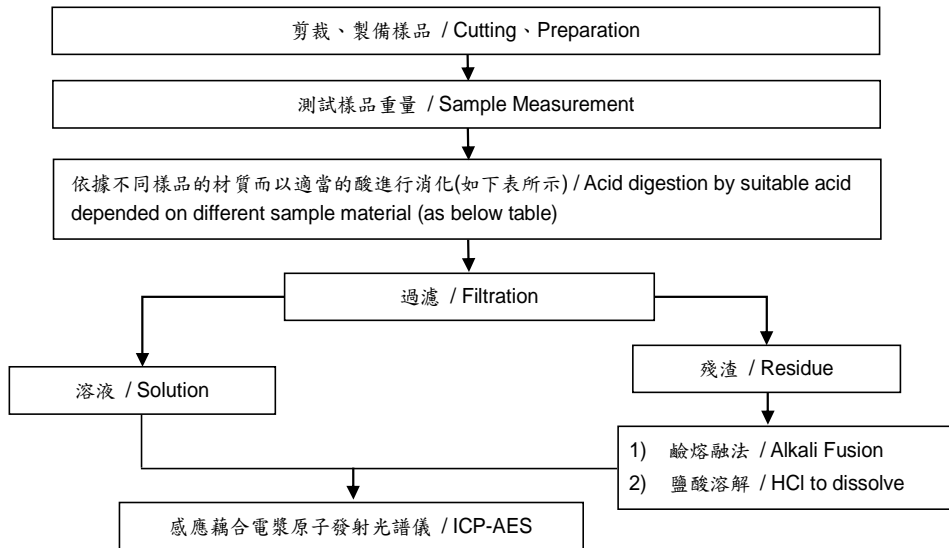 剪裁、製備樣品 / Cutting、Preparation
測試樣品重量 / Sample Measurement
依據不同樣品的材質而以適當的酸進行消化(如下表所示) / Acid digestion by suitable acid
depended on different sample material (as below table)
過濾 / Filtration
溶液 / Solution
殘渣 / Residue
1) 鹼熔融法 / Alkali Fusion
2) 鹽酸溶解 / HCl to dissolve
感應藕合電漿原子發射光譜儀 / ICP-AES